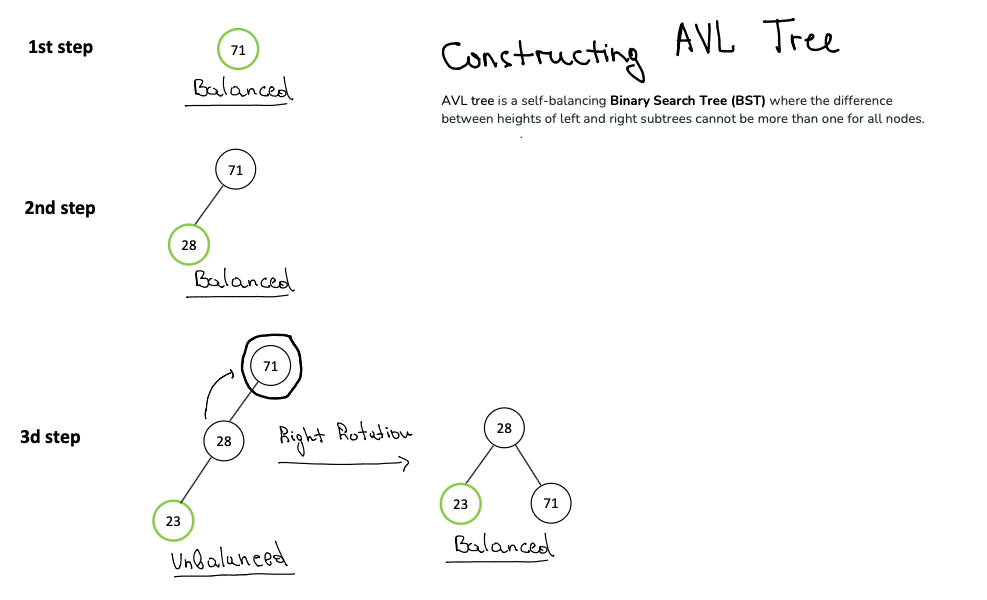 1st step
71
Balanced
Constructing AVL Tree
AVL tree is a self-balancing Binary Search Tree (BST) where the difference
between heights of left and right subtrees cannot be more than one for all nodes.
2nd step
71
28
Balanced
3d step
71
28
23
Unbalanced
Right Rotation
28
23
71
Balanced